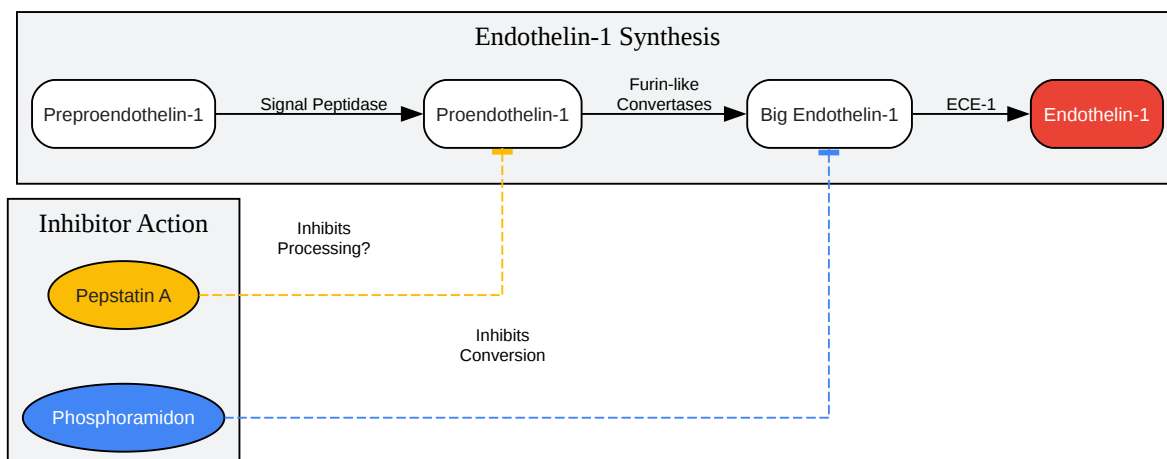 Endothelin-1 Synthesis
Preproendothelin-1
Signal Peptidase
Proendothelin-1
Furin-like
Convertases
Big Endothelin-1
ECE-1
Endothelin-1
Inhibitor Action
Inhibits
Processing?
Pepstatin A
Inhibits
Conversion
Phosphoramidon